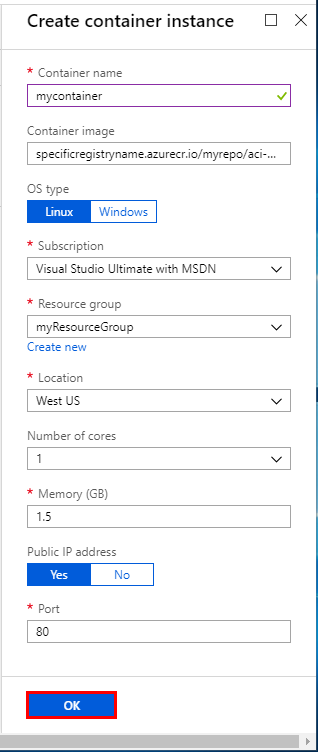 Create container instance
* Container name
mycontainer
Container image
specificregistryname.azurecr.io/myrepo/aci-...
OS type
Linux Windows
* Subscription
Visual Studio Ultimate with MSDN
* Resource group
myResourceGroup
Create new
* Location
West US
Number of cores
1
* Memory (GB)
1.5
Public IP address
Yes No
* Port
80
OK